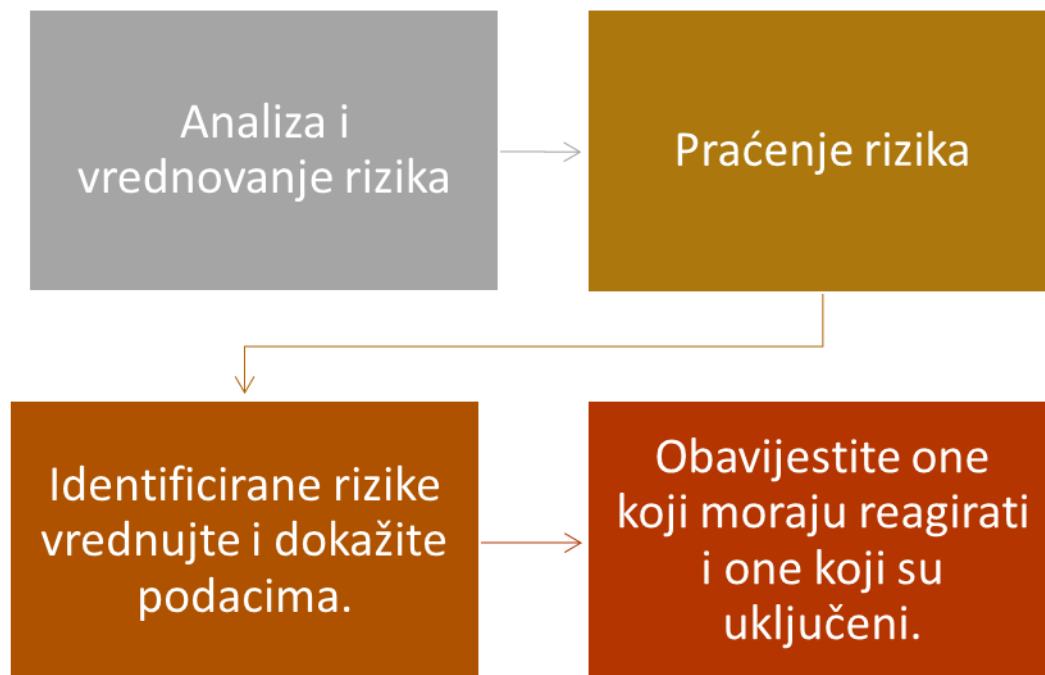 Analiza i
vrednovanje rizika
Praćenje rizika
Identificirane rizike
vrednujte i dokažite
podacima.
Obavijestite one
koji moraju reagirati
i one koji su
uključeni.